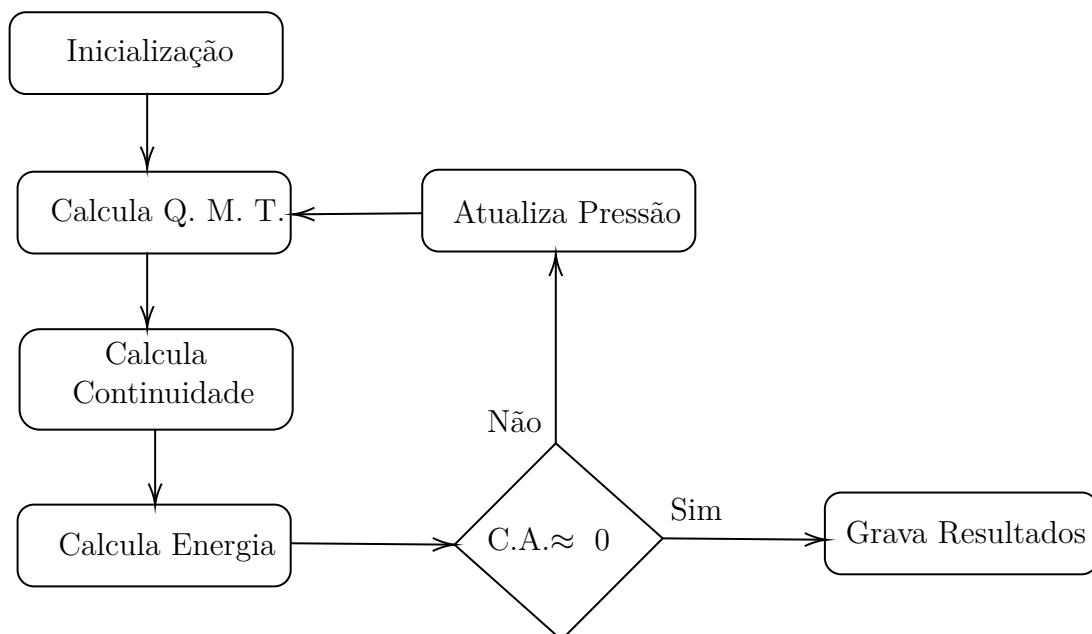 Inicialização
Calcula Q. M. T.
Atualiza Pressão
Calcula
Continuidade
Não
Calcula Energia
C.A.≈ 0
Sim
Grava Resultados